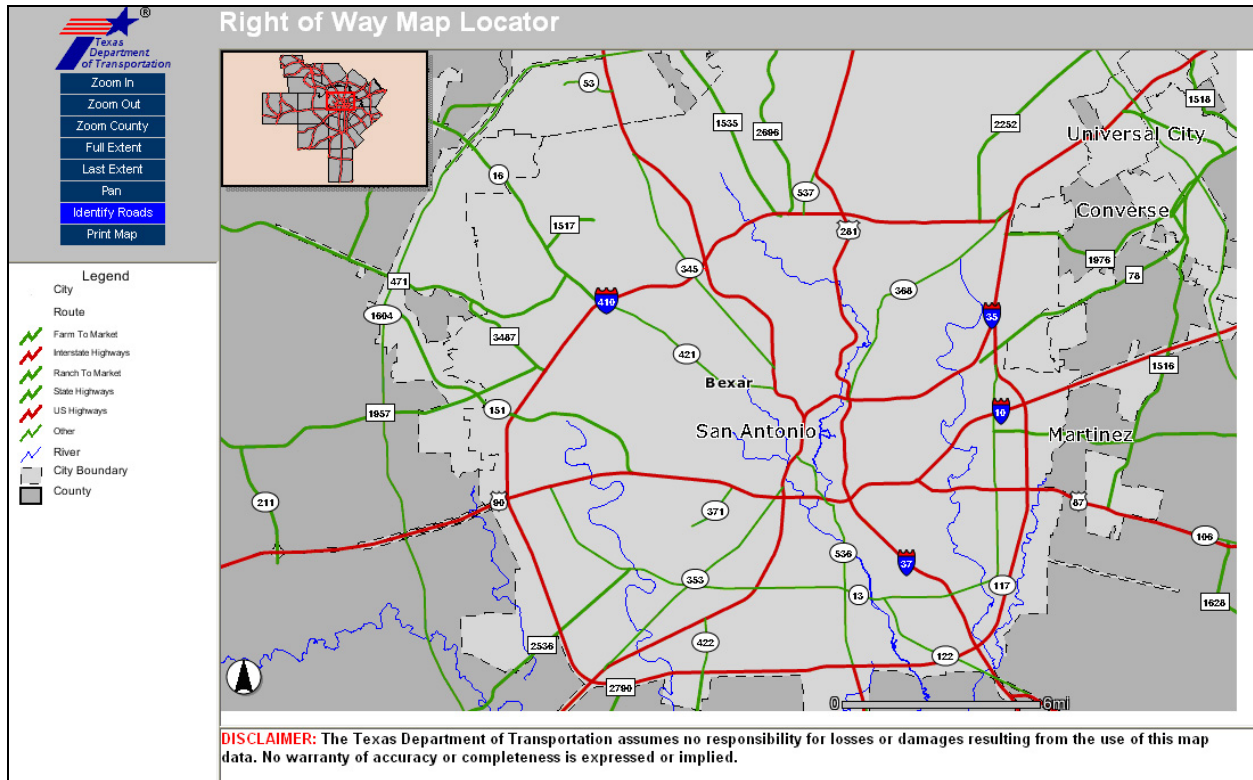 Right of Way Map Locator
®
Texas
Department
of Transportation
Zoom In
Zoom Out
Zoom County
Full Extent
Last Extent
Pan
Identify Roads
Print Map
Legend
City
Route
Farm To Market
Interstate Highways
Ranch To Market
State Highways
US Highways
Other
River
City Boundary
County
53
1535
2696
2252
1518
Universal City
16
537
1517
281
Converse
345
1976
78
471
368
410
35
1604
3487
421
1516
Bexar
1957
151
10
San Antonio
Martinez
211
90
87
371
106
536
37
353
117
13
1628
2536
422
122
2790
0
6mi
DISCLAIMER: The Texas Department of Transportation assumes no responsibility for losses or damages resulting from the use of this map
data. No warranty of accuracy or completeness is expressed or implied.